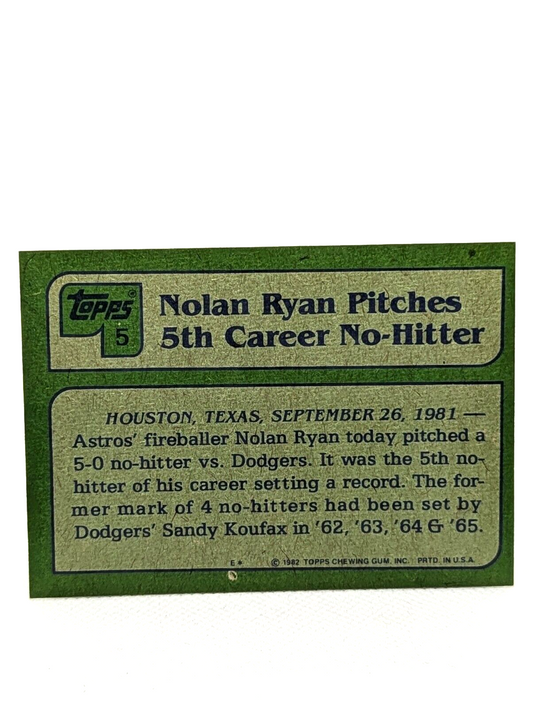 TOPPS®
5
Nolan Ryan Pitches
5th Career No-Hitter
HOUSTON, TEXAS, SEPTEMBER 26, 1981 —
Astros’ fireballer Nolan Ryan today pitched a
5-0 no-hitter vs. Dodgers. It was the 5th no-
hitter of his career setting a record. The for-
mer mark of 4 no-hitters had been set by
Dodgers’ Sandy Koufax in ’62, ’63, ’64 & ’65.
E* © 1982 TOPPS CHEWING GUM, INC. PRTD. IN U.S.A.